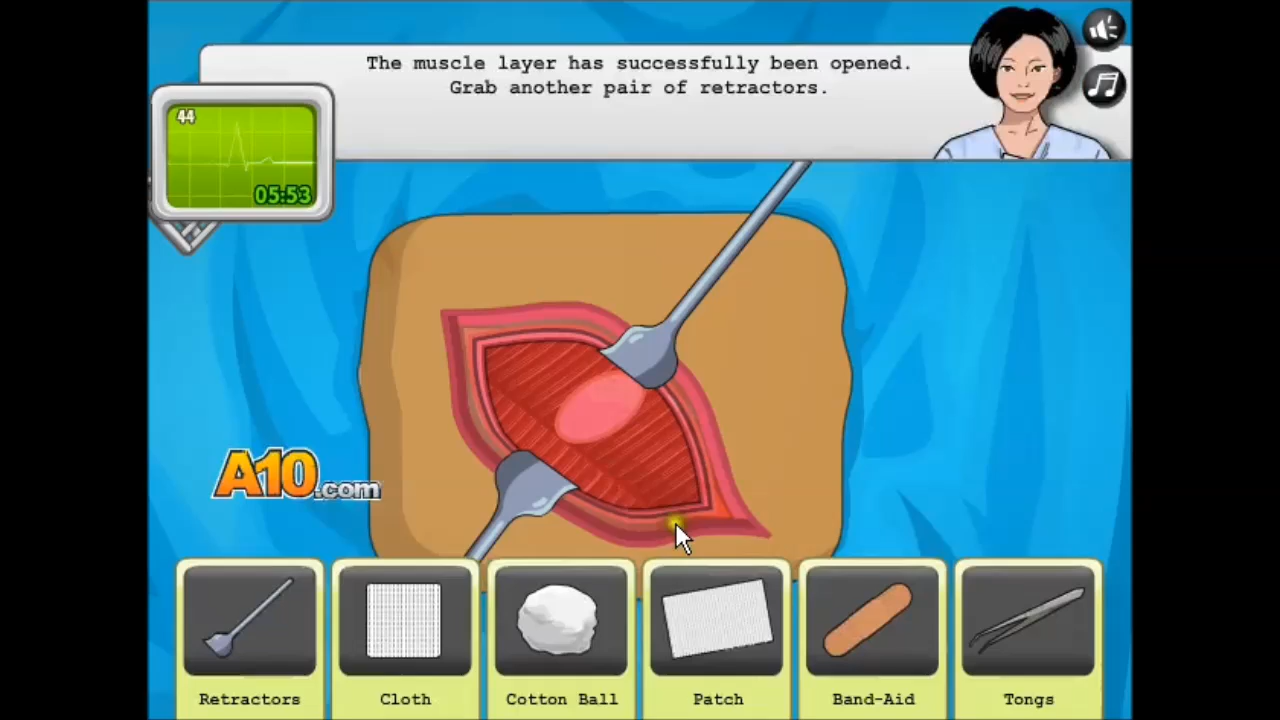 The muscle layer has successfully been opened.
Grab another pair of retractors.
44
05:53
A10.com
Retractors
Cloth
Cotton Ball
Patch
Band-Aid
Tongs